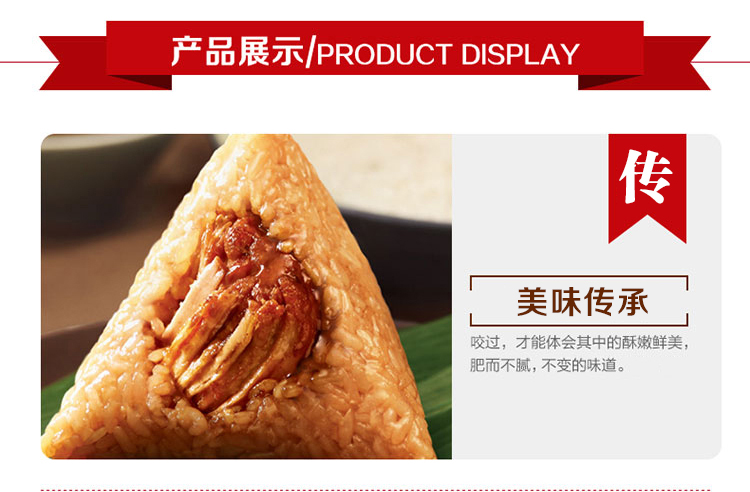 产品展示/PRODUCT DISPLAY
传
美味传承
咬过，才能体会其中的酥嫩鲜美，
肥而不腻，不变的味道。